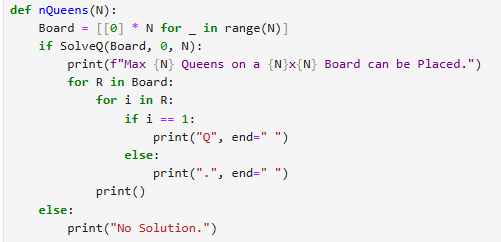 def nQueens(N):
    Board = [[0] * N for _ in range(N)]
    if SolveQ(Board, 0, N):
        print(f"Max {N} Queens on a {N}x{N} Board can be Placed.")
        for R in Board:
            for i in R:
                if i == 1:
                    print("Q", end=" ")
                else:
                    print(".", end=" ")
            print()
    else:
        print("No Solution.")